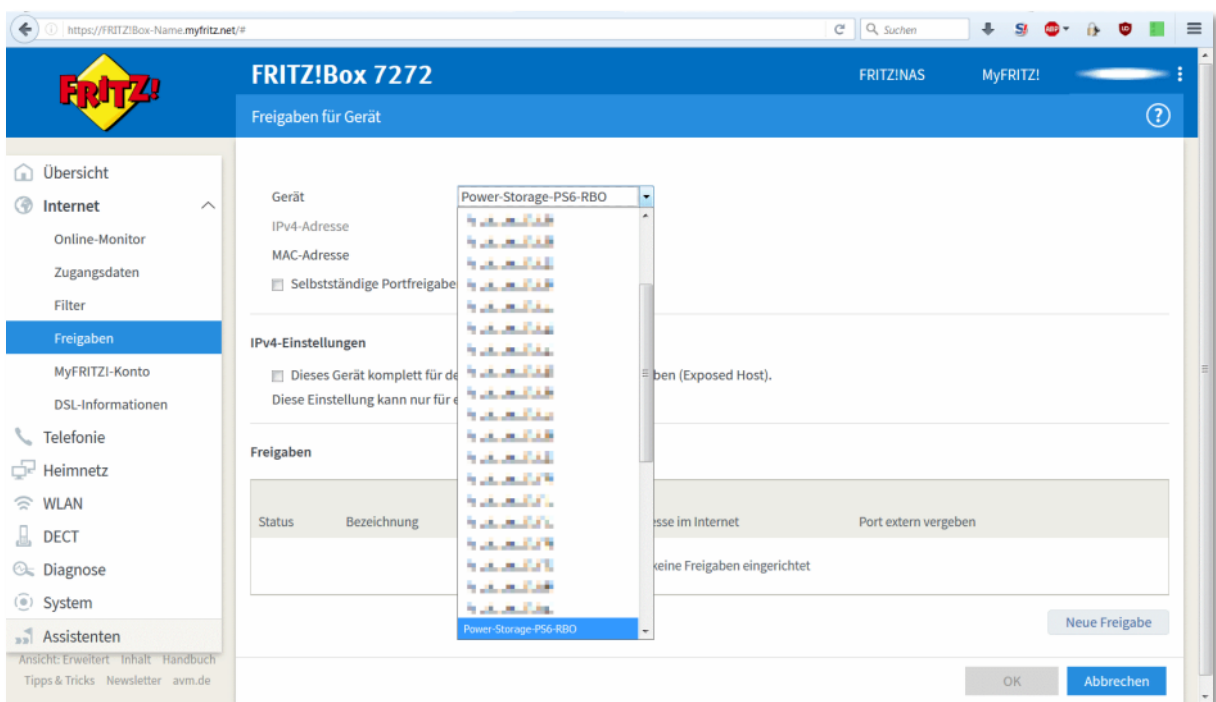 https://FRITZ!Box-Name.myfritz.net/#
Suchen
FRITZ!
FRITZ!Box 7272
FRITZ!NAS
MyFRITZ!
Freigaben für Gerät
?
Übersicht
Internet
Online-Monitor
Zugangsdaten
Filter
Freigaben
MyFRITZ!-Konto
DSL-Informationen
Telefonie
Heimnetz
WLAN
DECT
Diagnose
System
Assistenten
Ansicht: Erweitert Inhalt Handbuch
Tipps & Tricks Newsletter avm.de
Gerät
Power-Storage-PS6-RBO
IPv4-Adresse
MAC-Adresse
Selbstständige Portfreigabe
IPv4-Einstellungen
Dieses Gerät komplett für de
ben (Exposed Host).
Diese Einstellung kann nur für e
Freigaben
Status Bezeichnung
esse im Internet
Port extern vergeben
keine Freigaben eingerichtet
Power-Storage-PS6-RBO
Neue Freigabe
OK
Abbrechen